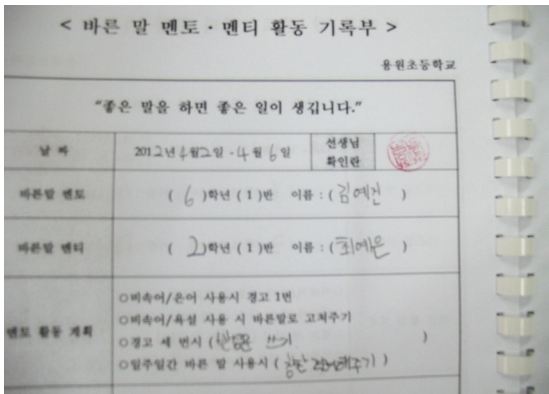 < 바른 말 멘토 · 멘티 활동 기록부 >
용원초등학교
"좋은 말을 하면 좋은 일이 생깁니다."
날 짜 2012년 4월 2일 - 4월 6일 선생님 확인란
바른말 멘토 ( 6 )학년 ( 1 )반 이름 : ( 김예진 )
바른말 멘티 ( 2 )학년 ( 1 )반 이름 : ( 최예은 )
멘토 활동 계획
○비속어/은어 사용시 경고 1번
○비속어/욕설 사용 시 바른말로 고쳐주기
○경고 세 번시 ( 쓰기 )
○일주일간 바른 말 사용시 ( )